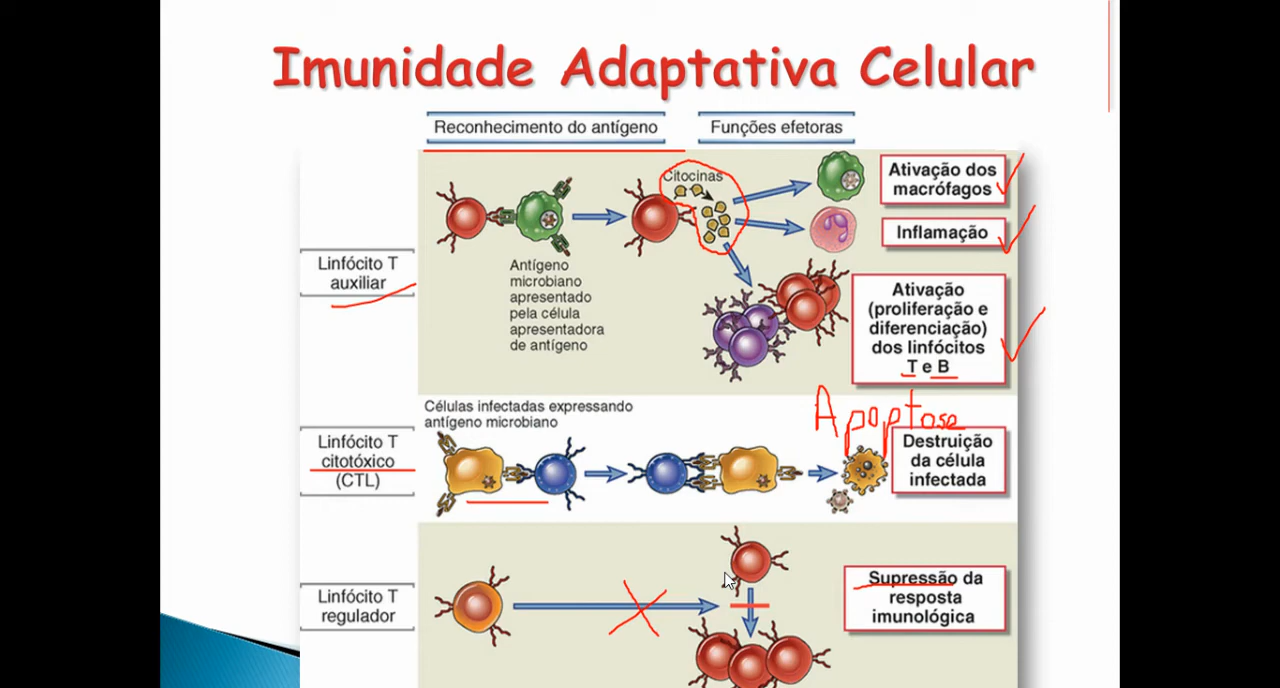 Imunidade Adaptativa Celular
Reconhecimento do antígeno
Funções efetoras
Linfócito T
auxiliar
Antígeno
microbiano
apresentado
pela célula
apresentadora
de antígeno
Citocinas
Ativação dos
macrófagos
Inflamação
Ativação
(proliferação e
diferenciação)
dos linfócitos
T e B
Linfócito T
citotóxico
(CTL)
Células infectadas expressando
antígeno microbiano
Apoptose
Destruição
da célula
infectada
Linfócito T
regulador
Supressão da
resposta
imunológica